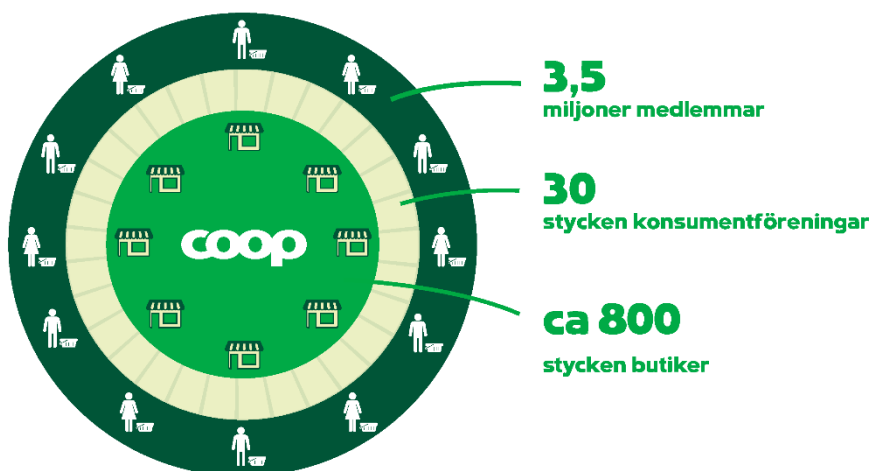 coop
3,5
miljoner medlemmar
30
stycken konsumentföreningar
ca 800
stycken butiker